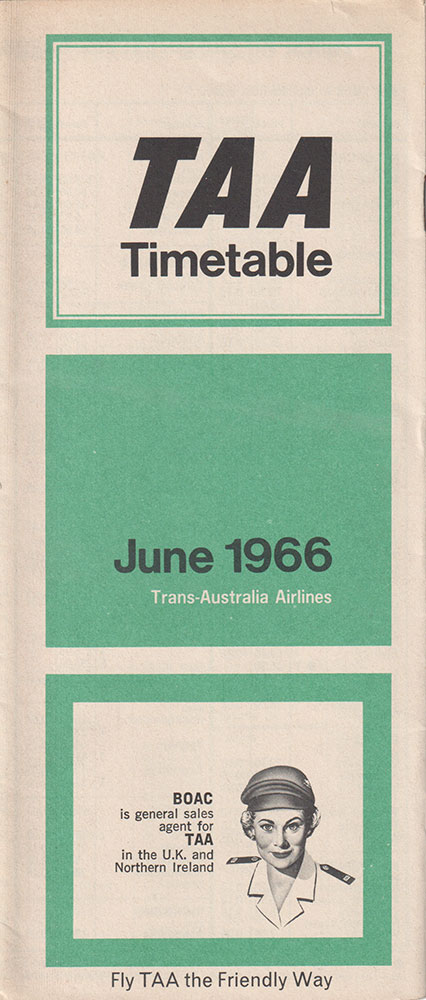 TAA
Timetable
June 1966
Trans-Australia Airlines
BOAC
is general sales
agent for
TAA
in the U.K. and
Northern Ireland
Fly TAA the Friendly Way